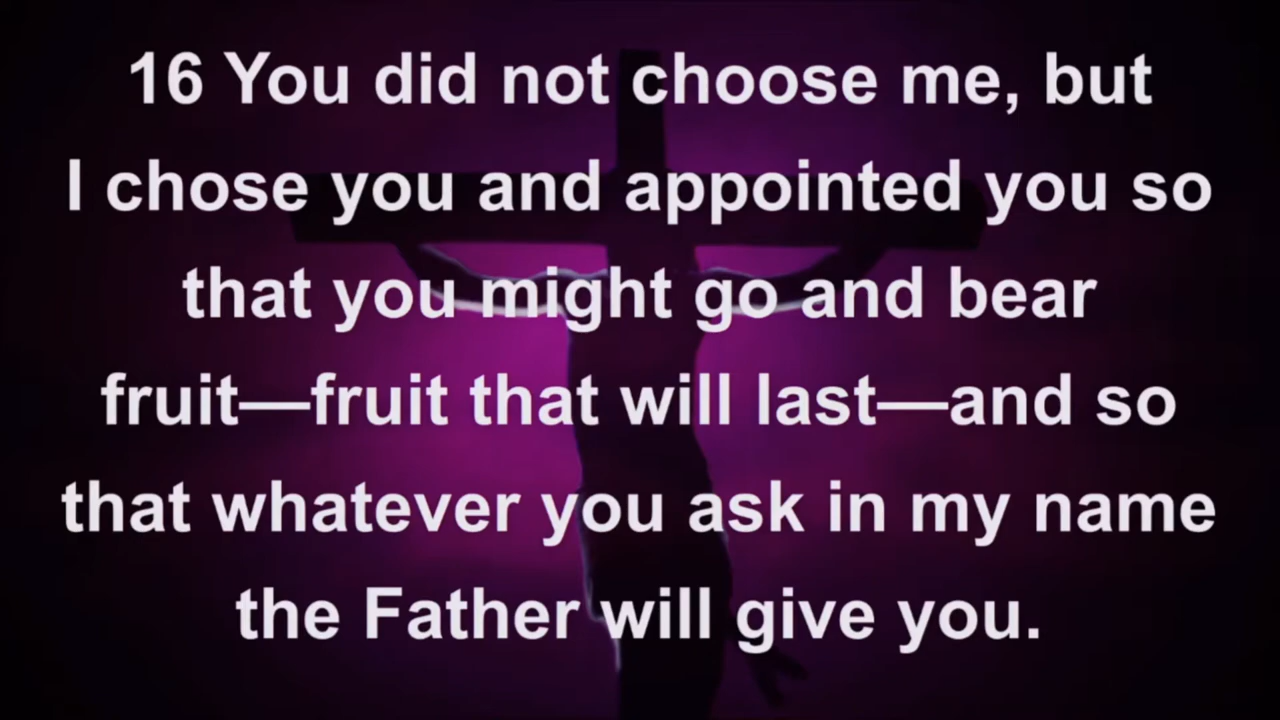 16 You did not choose me, but
I chose you and appointed you so
that you might go and bear
fruit—fruit that will last—and so
that whatever you ask in my name
the Father will give you.